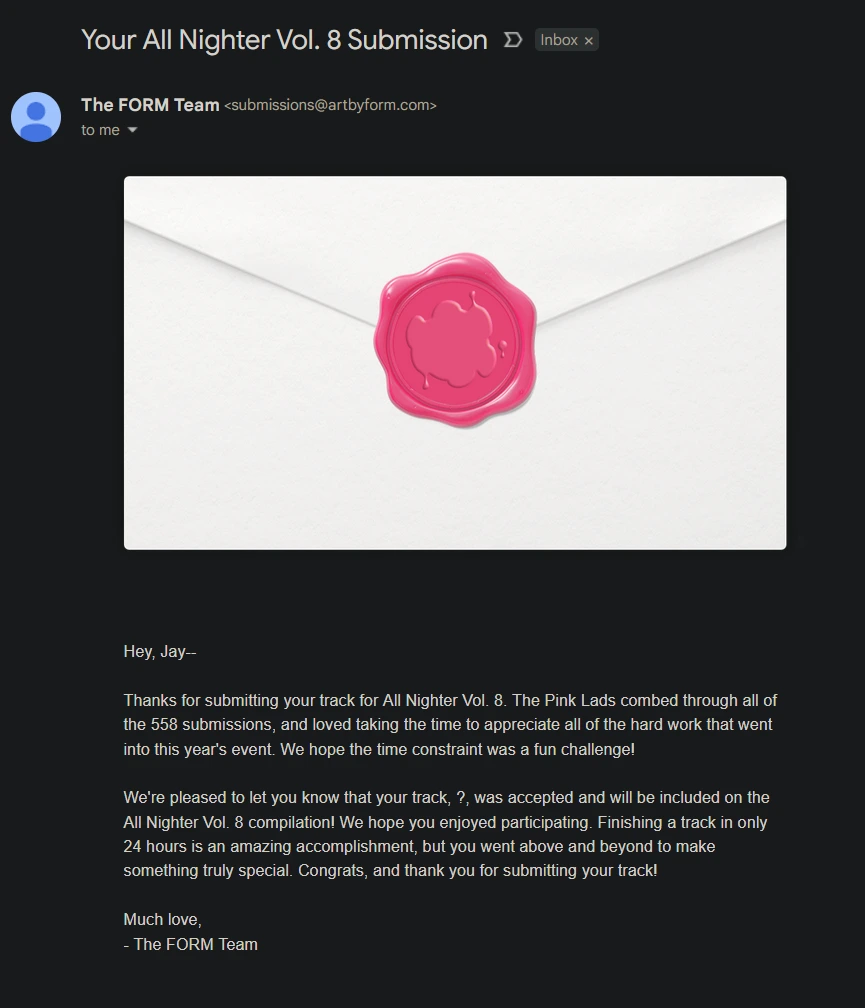 Your All Nighter Vol. 8 Submission Inbox ×
The FORM Team <submissions@artbyform.com>
to me
Hey, Jay--
Thanks for submitting your track for All Nighter Vol. 8. The Pink Lads combed through all of
the 558 submissions, and loved taking the time to appreciate all of the hard work that went
into this year's event. We hope the time constraint was a fun challenge!
We're pleased to let you know that your track, ?, was accepted and will be included on the
All Nighter Vol. 8 compilation! We hope you enjoyed participating. Finishing a track in only
24 hours is an amazing accomplishment, but you went above and beyond to make
something truly special. Congrats, and thank you for submitting your track!
Much love,
- The FORM Team